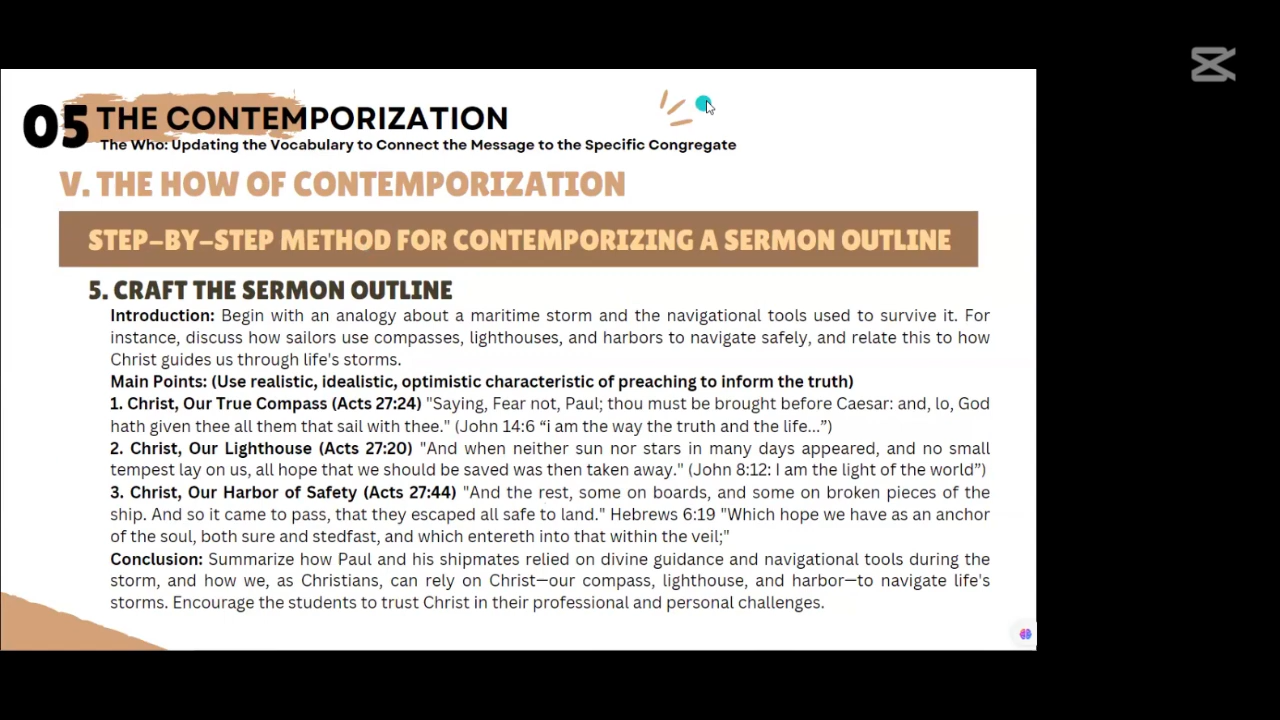 05 THE CONTEMPORIZATION
The Who: Updating the Vocabulary to Connect the Message to the Specific Congregate
V. THE HOW OF CONTEMPORIZATION
STEP-BY-STEP METHOD FOR CONTEMPORIZING A SERMON OUTLINE
5. CRAFT THE SERMON OUTLINE
Introduction: Begin with an analogy about a maritime storm and the navigational tools used to survive it. For
instance, discuss how sailors use compasses, lighthouses, and harbors to navigate safely, and relate this to how
Christ guides us through life's storms.
Main Points: (Use realistic, idealistic, optimistic characteristic of preaching to inform the truth)
1. Christ, Our True Compass (Acts 27:24) "Saying, Fear not, Paul; thou must be brought before Caesar: and, lo, God
hath given thee all them that sail with thee." (John 14:6 “i am the way the truth and the life...”)
2. Christ, Our Lighthouse (Acts 27:20) "And when neither sun nor stars in many days appeared, and no small
tempest lay on us, all hope that we should be saved was then taken away." (John 8:12: I am the light of the world”)
3. Christ, Our Harbor of Safety (Acts 27:44) "And the rest, some on boards, and some on broken pieces of the
ship. And so it came to pass, that they escaped all safe to land." Hebrews 6:19 "Which hope we have as an anchor
of the soul, both sure and stedfast, and which entereth into that within the veil;"
Conclusion: Summarize how Paul and his shipmates relied on divine guidance and navigational tools during the
storm, and how we, as Christians, can rely on Christ—our compass, lighthouse, and harbor—to navigate life's
storms. Encourage the students to trust Christ in their professional and personal challenges.